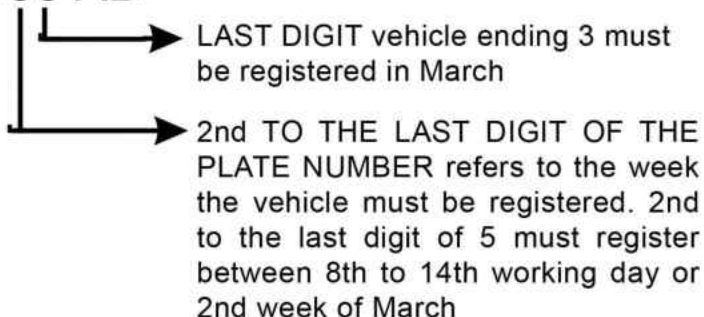 LAST DIGIT vehicle ending 3 must
be registered in March
2nd TO THE LAST DIGIT OF THE
PLATE NUMBER refers to the week
the vehicle must be registered. 2nd
to the last digit of 5 must register
between 8th to 14th working day or
2nd week of March